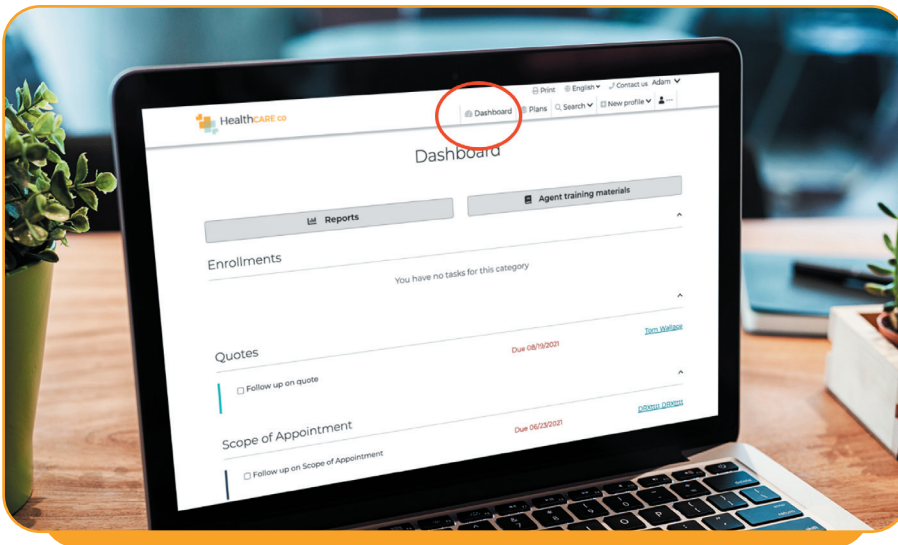 Print English Contact us Adam
HealthCARE co
Dashboard Plans Search New profile
Dashboard
Reports
Agent training materials
Enrollments
You have no tasks for this category
Quotes
Follow up on quote
Due 08/19/2021
Tom Wallace
Scope of Appointment
Follow up on Scope of Appointment
Due 06/23/2021